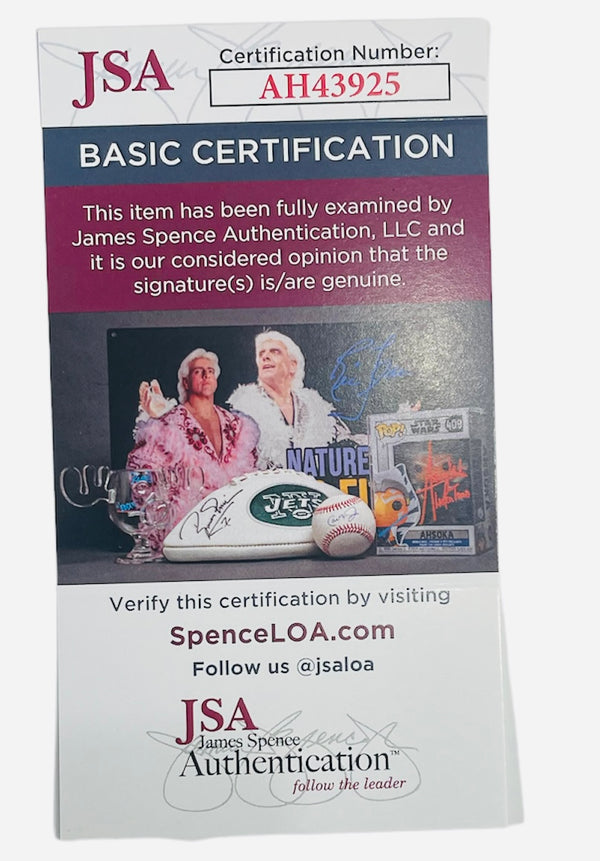 JSA
Certification Number:
AH43925
BASIC CERTIFICATION
This item has been fully examined by
James Spence Authentication, LLC and
it is our considered opinion that the
signature(s) is/are genuine.
NATURE
POP!
STAR
WARS
409
JETS
AHSOKA
Verify this certification by visiting
SpenceLOA.com
Follow us @jsaloa
JSA
James Spence
Authentication™
follow the leader